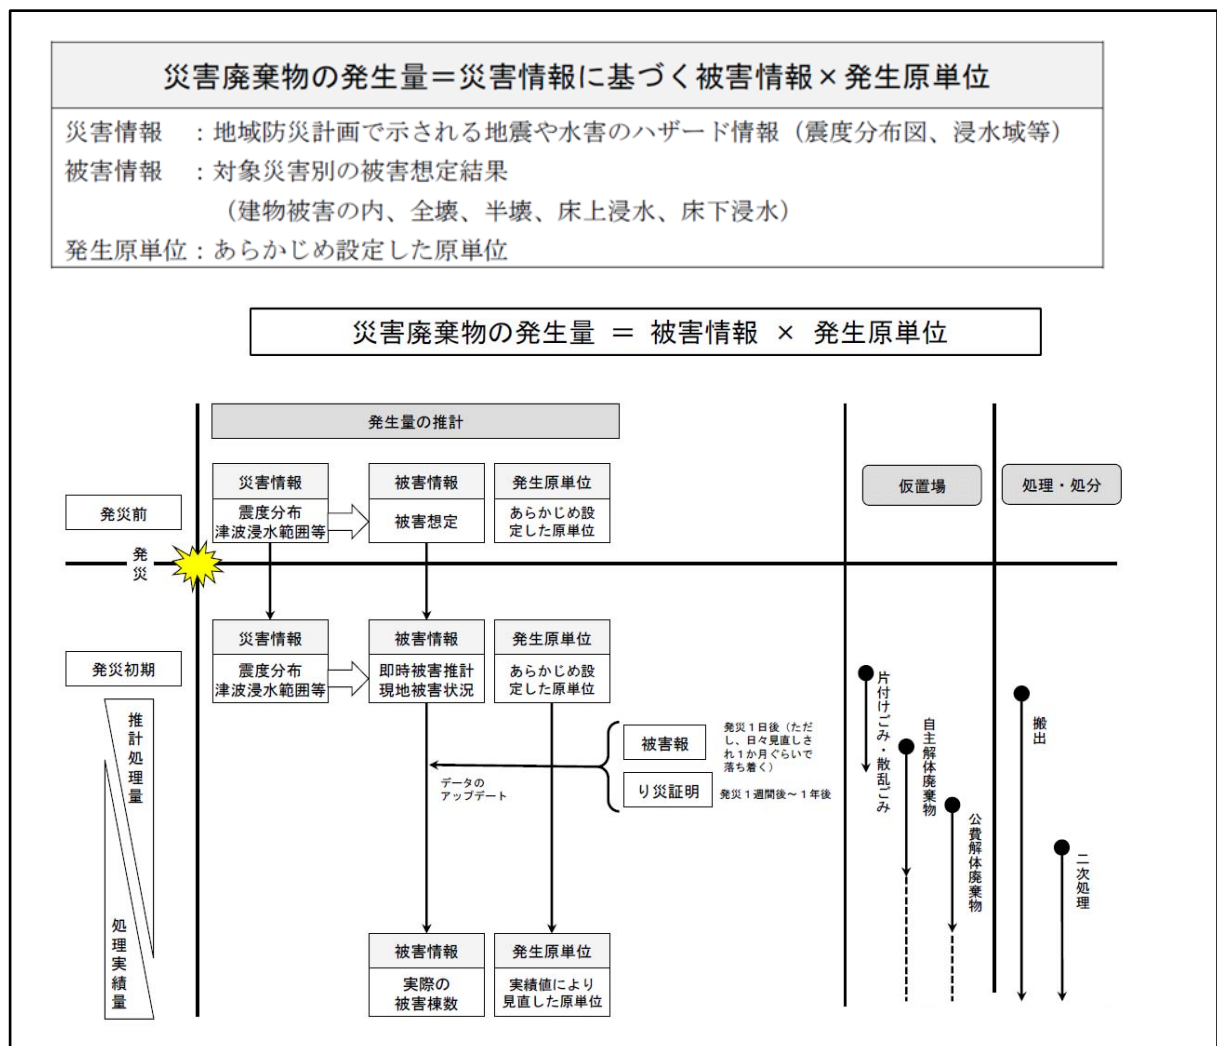 災害廃棄物の発生量＝災害情報に基づく被害情報×発生原単位
災害情報　：地域防災計画で示される地震や水害のハザード情報（震度分布図、浸水域等）
被害情報　：対象災害別の被害想定結果
（建物被害の内、全壊、半壊、床上浸水、床下浸水）
発生原単位：あらかじめ設定した原単位
災害廃棄物の発生量 ＝ 被害情報 × 発生原単位
発生量の推計
仮置場
処理・処分
発災前
災害情報
震度分布
津波浸水範囲等
被害情報
被害想定
発生原単位
あらかじめ設
定した原単位
発災
発災初期
災害情報
震度分布
津波浸水範囲等
被害情報
即時被害推計
現地被害状況
発生原単位
あらかじめ設
定した原単位
推計処理量
処理実績量
データの
アップデート
被害報
発災１日後（ただ
し、日々見直しさ
れ１か月ぐらいで
落ち着く）
り災証明
発災１週間後～１年後
片付けごみ・散乱ごみ
自主解体廃棄物
公費解体廃棄物
搬出
二次処理
被害情報
実際の
被害棟数
発生原単位
実績値により
見直した原単位